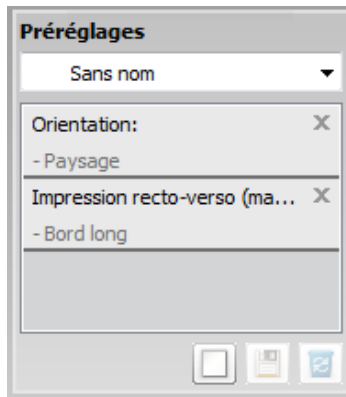 Préréglages
Sans nom
Orientation:
- Paysage
Impression recto-verso (ma...
- Bord long